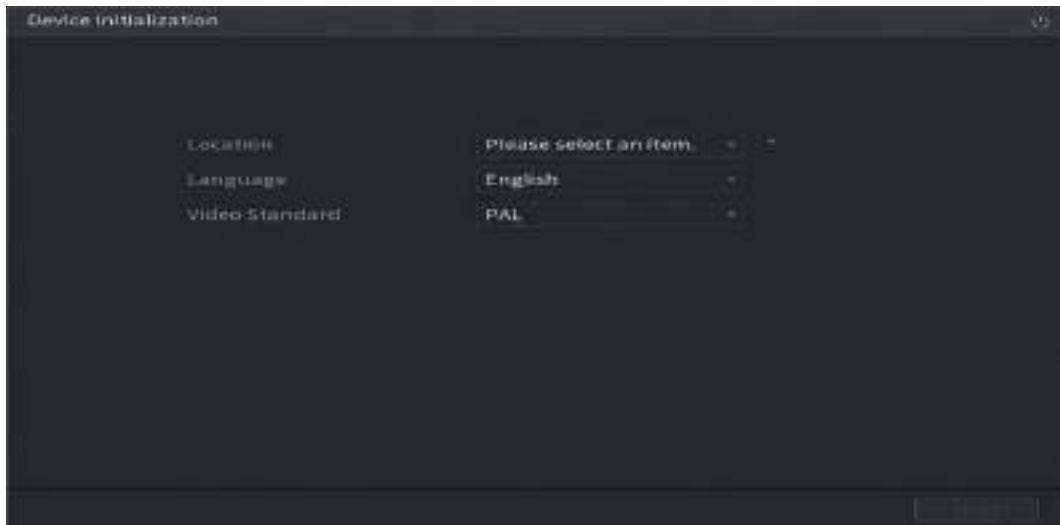 Device Initialization
Location Please select an item. *
Language English
Video Standard PAL